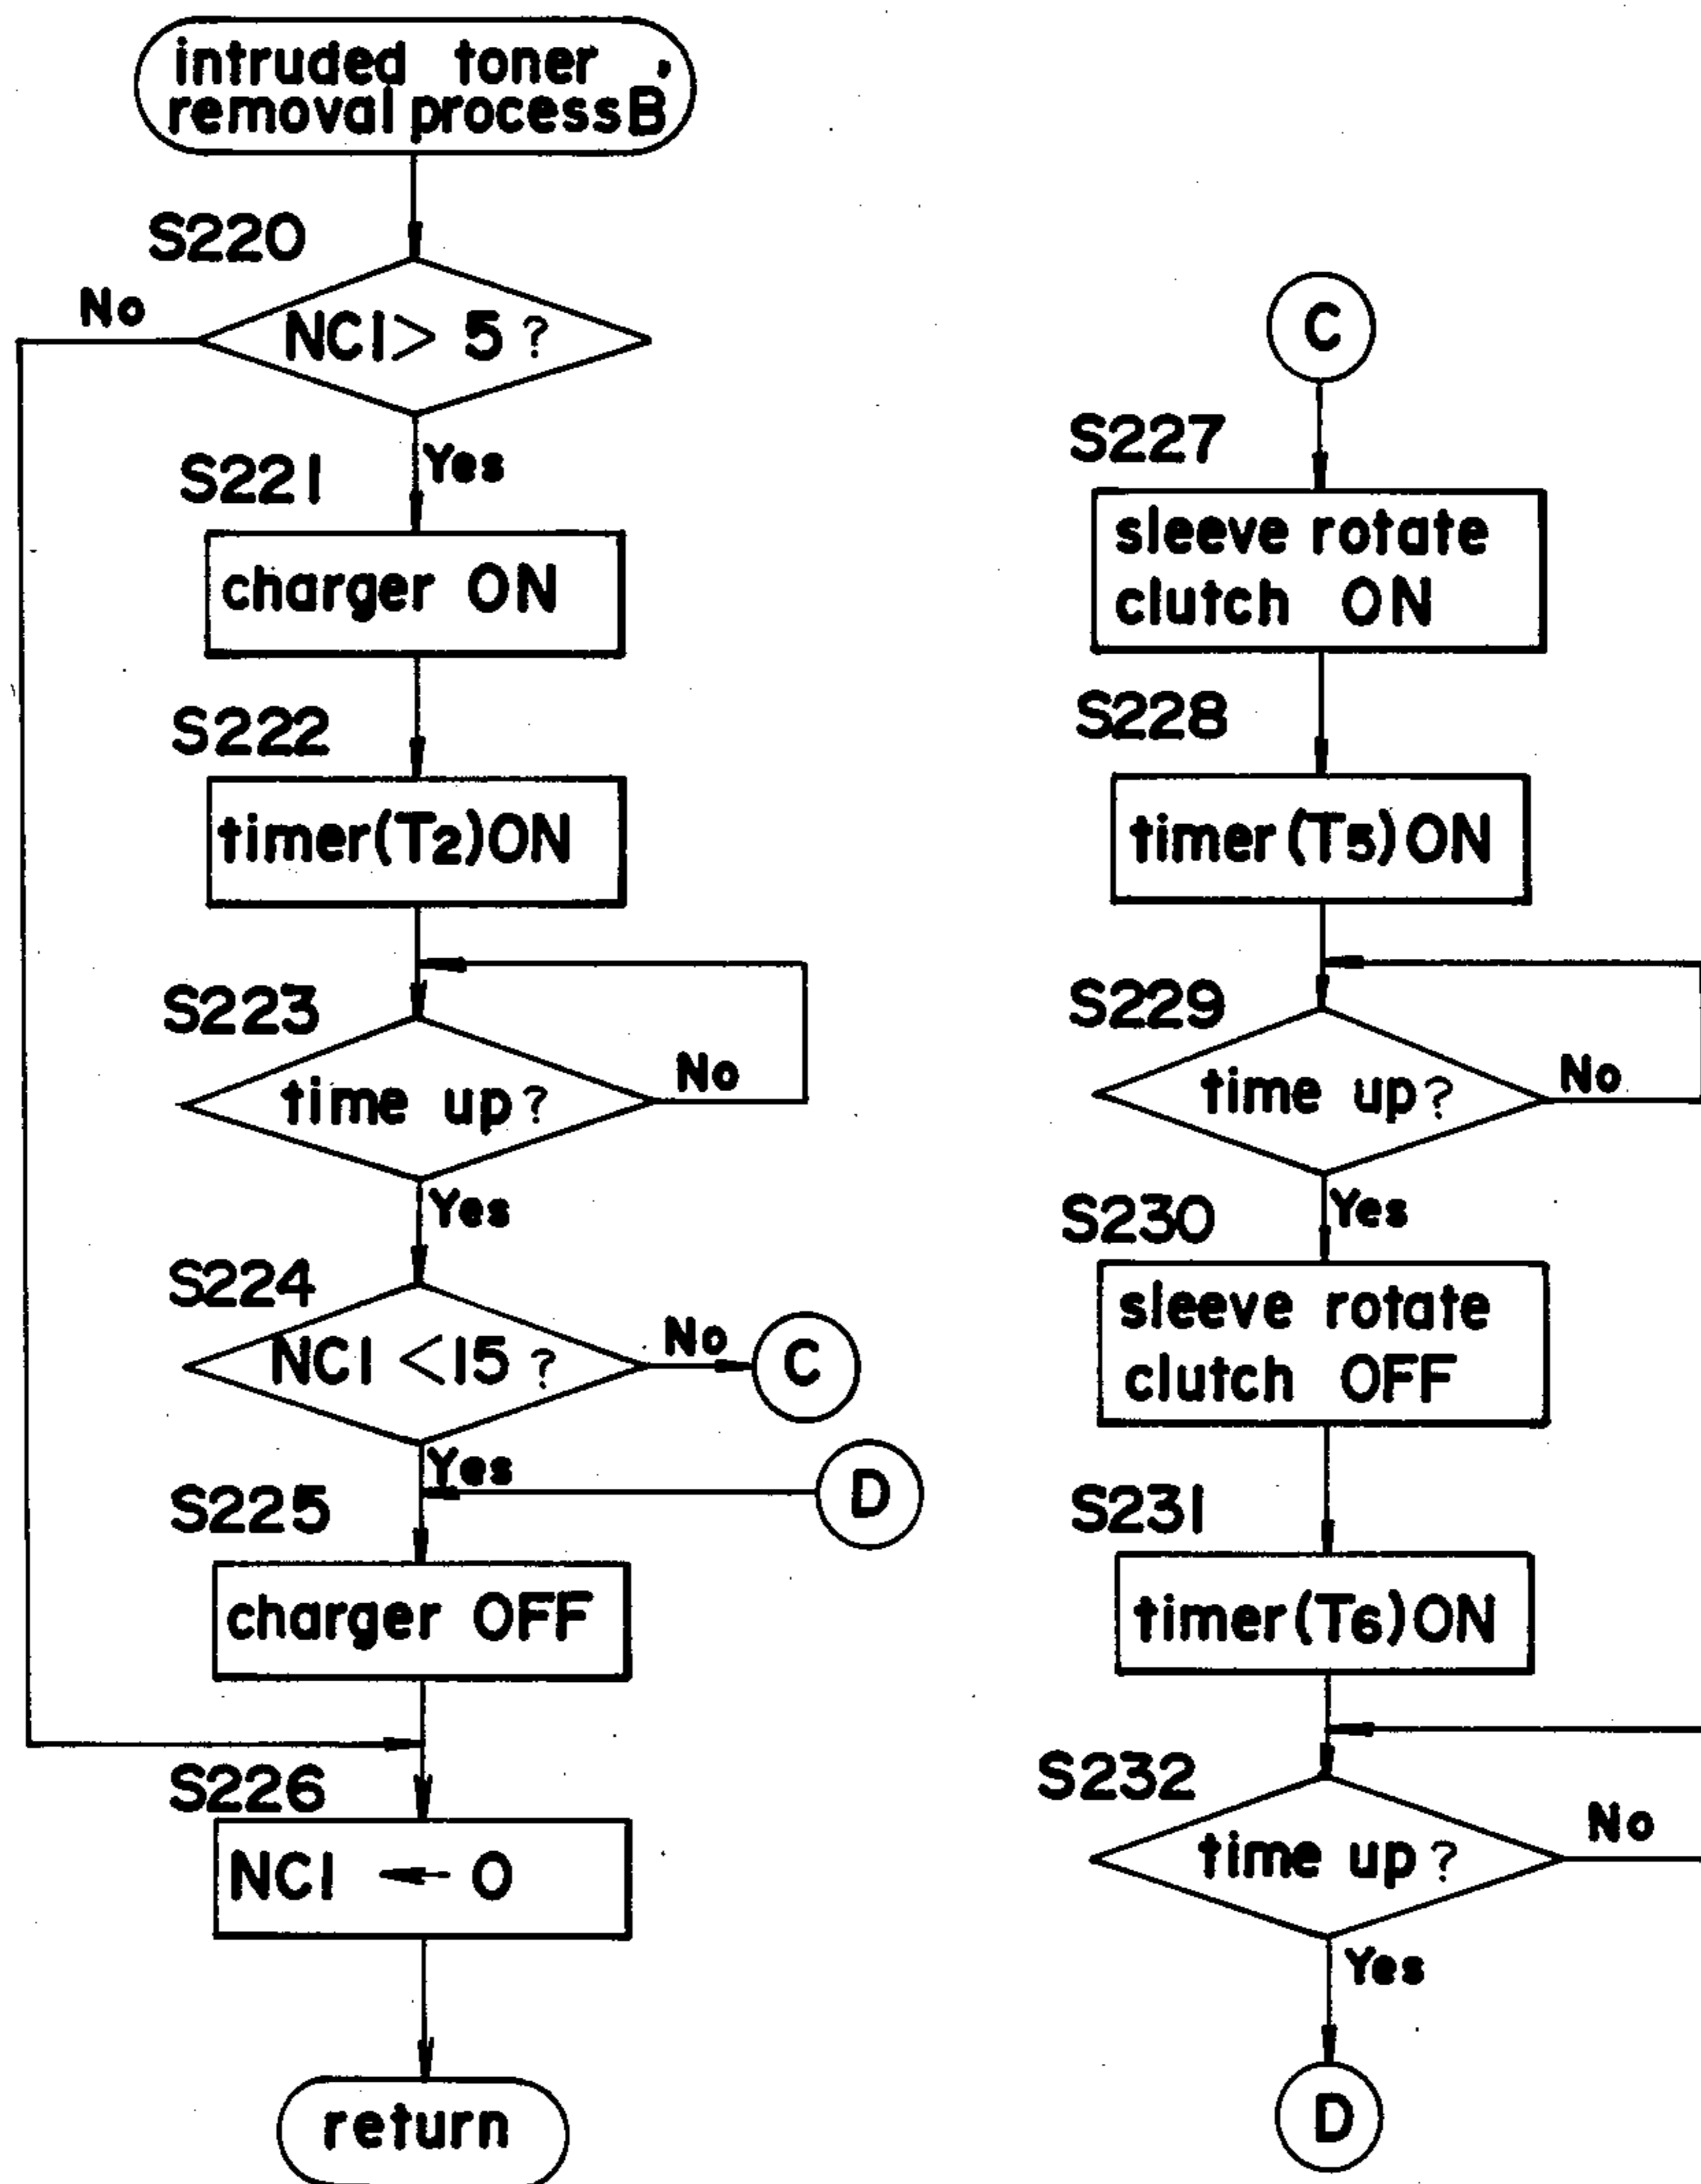 intruded toner
removal process B'
S220
No
NCI > 5 ?
Yes
S221
charger ON
S222
timer(T2)ON
S223
time up ?
No
Yes
S224
NCI < 15 ?
No
C
Yes
D
S225
charger OFF
S226
NCI ← 0
return
C
S227
sleeve rotate
clutch ON
S228
timer(T5)ON
S229
time up ?
No
Yes
S230
sleeve rotate
clutch OFF
S231
timer(T6)ON
S232
time up ?
No
Yes
D